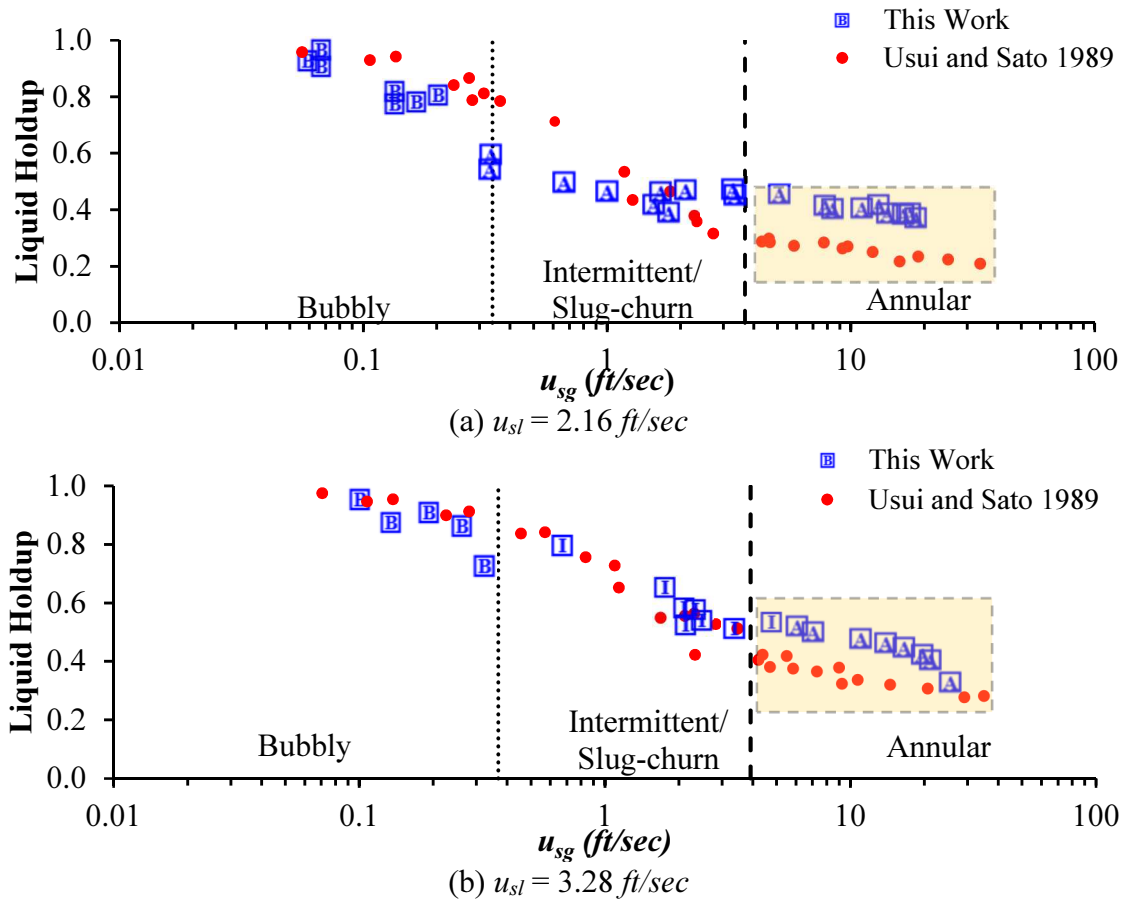 B This Work
Usui and Sato 1989
Liquid Holdup
1.0
0.8
0.6
0.4
0.2
0.0
B B B B B B B B A A A A A A A A A A A A A A A A A A A
Bubbly
Intermittent/
Slug-churn
Annular
0.01 0.1 1 10 100
usg (ft/sec)
(a) usl = 2.16 ft/sec
B This Work
Usui and Sato 1989
Liquid Holdup
1.0
0.8
0.6
0.4
0.2
0.0
B B B B B I I I I I I I I A A A A A A A A
Bubbly
Intermittent/
Slug-churn
Annular
0.01 0.1 1 10 100
usg (ft/sec)
(b) usl = 3.28 ft/sec